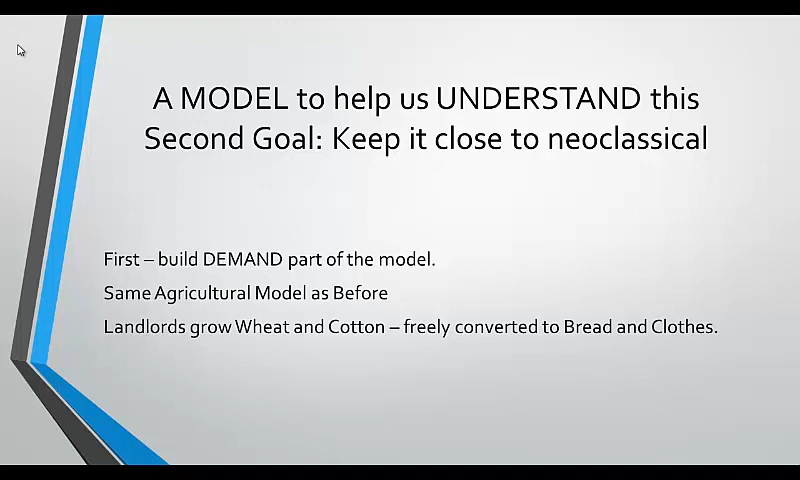 A MODEL to help us UNDERSTAND this
Second Goal: Keep it close to neoclassical
First – build DEMAND part of the model.
Same Agricultural Model as Before
Landlords grow Wheat and Cotton – freely converted to Bread and Clothes.